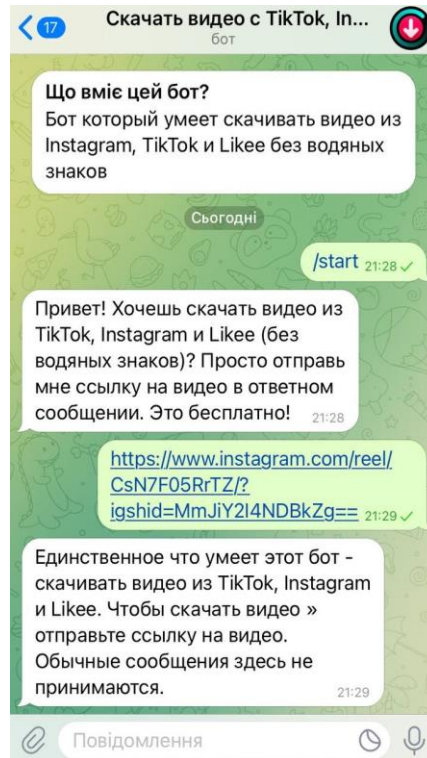 17
Скачать видео с TikTok, In...
бот
Що вміє цей бот?
Бот который умеет скачивать видео из
Instagram, TikTok и Likee без водяных
знаков
Сьогодні
/start 21:28
Привет! Хочешь скачать видео из
TikTok, Instagram и Likee (без
водяных знаков)? Просто отправь
мне ссылку на видео в ответном
сообщении. Это бесплатно! 21:28
https://www.instagram.com/reel/
CsN7F05RrTZ/?
igshid=MmJiY2I4NDBkZg== 21:29
Единственное что умеет этот бот -
скачивать видео из TikTok, Instagram
и Likee. Чтобы скачать видео »
отправьте ссылку на видео.
Обычные сообщения здесь не
принимаются. 21:29
Повідомлення